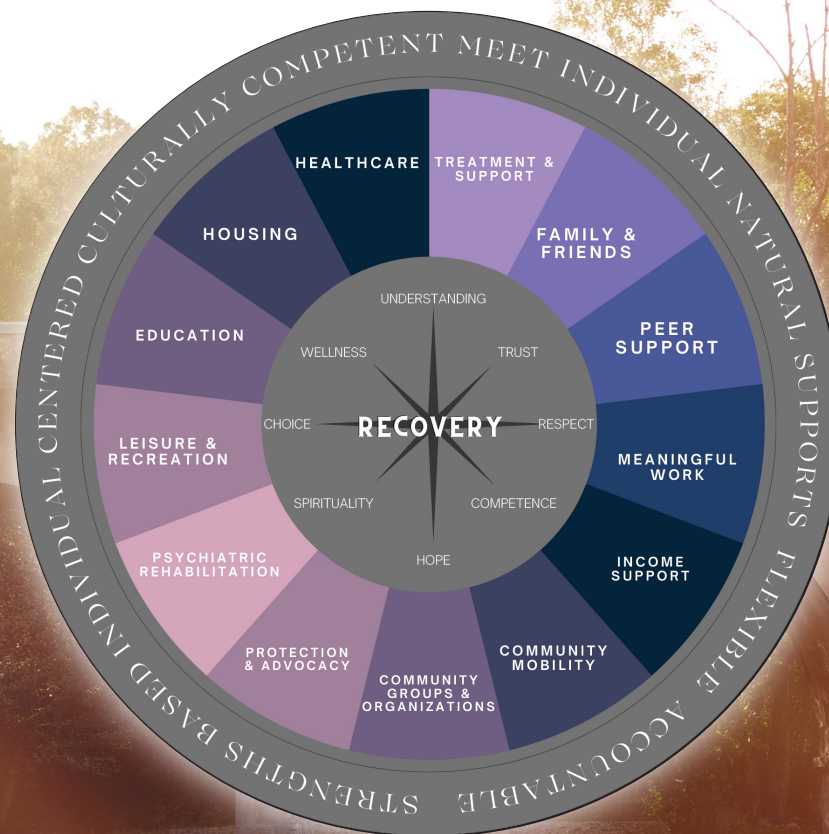 CULTURALLY COMPETENT MEET INDIVIDUAL NATURAL SUPPORTS FLEXIBLE ACCOUNTABLE STRENGTHS BASED INDIVIDUAL CENTERED
TREATMENT &
SUPPORT
FAMILY &
FRIENDS
PEER
SUPPORT
MEANINGFUL
WORK
INCOME
SUPPORT
COMMUNITY
MOBILITY
COMMUNITY
GROUPS &
ORGANIZATIONS
PROTECTION
& ADVOCACY
PSYCHIATRIC
REHABILITATION
LEISURE &
RECREATION
EDUCATION
HOUSING
HEALTHCARE
UNDERSTANDING
TRUST
RESPECT
COMPETENCE
HOPE
SPIRITUALITY
CHOICE
WELLNESS
RECOVERY